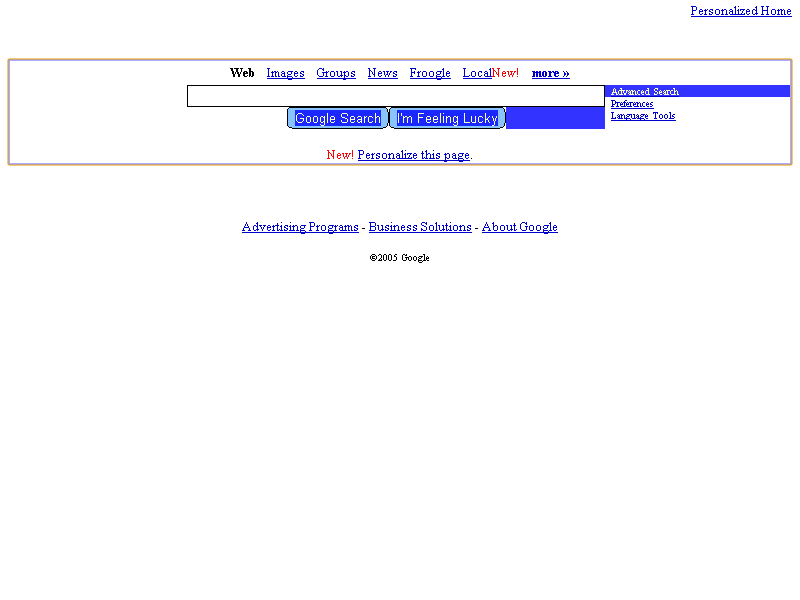 Personalized Home
Web Images Groups News Froogle LocalNew! more »
Advanced Search
Preferences
Language Tools
Google Search I'm Feeling Lucky
New! Personalize this page.
Advertising Programs - Business Solutions - About Google
©2005 Google